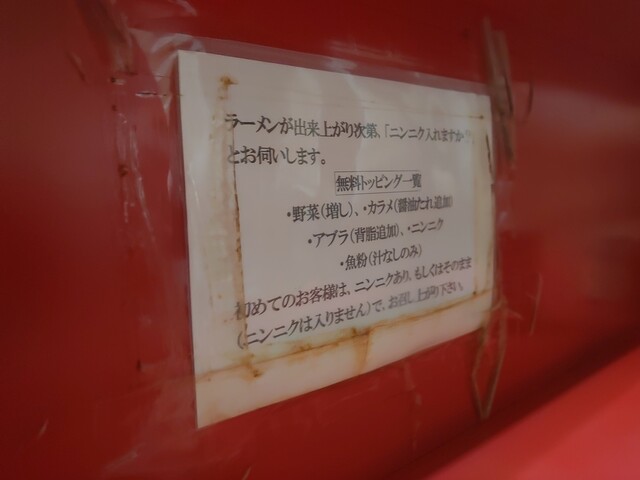 ラーメンが出来上がり次第、「ニンニク入れますか?」
とお伺いします。
無料トッピング一覧
・野菜(増し)、・カラメ(醤油たれ追加)
・アブラ(背脂追加)、・ニンニク
・魚粉(汁なしのみ)
初めてのお客様は、ニンニクあり、もしくはそのまま
(ニンニクは入りません)で、お召し上がり下さい。